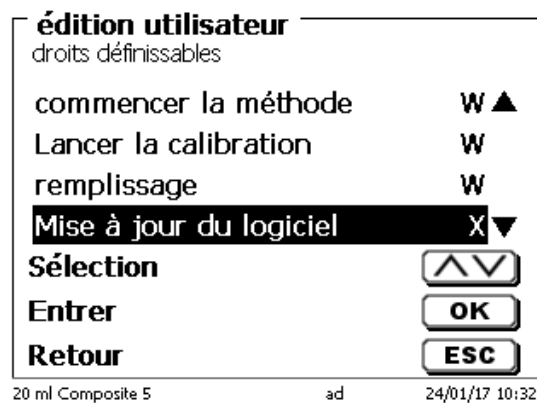 édition utilisateur
droits définissables
commencer la méthode W
Lancer la calibration W
remplissage W
Mise à jour du logiciel X
Sélection
Entrer OK
Retour ESC
20 ml Composite 5 ad 24/01/17 10:32